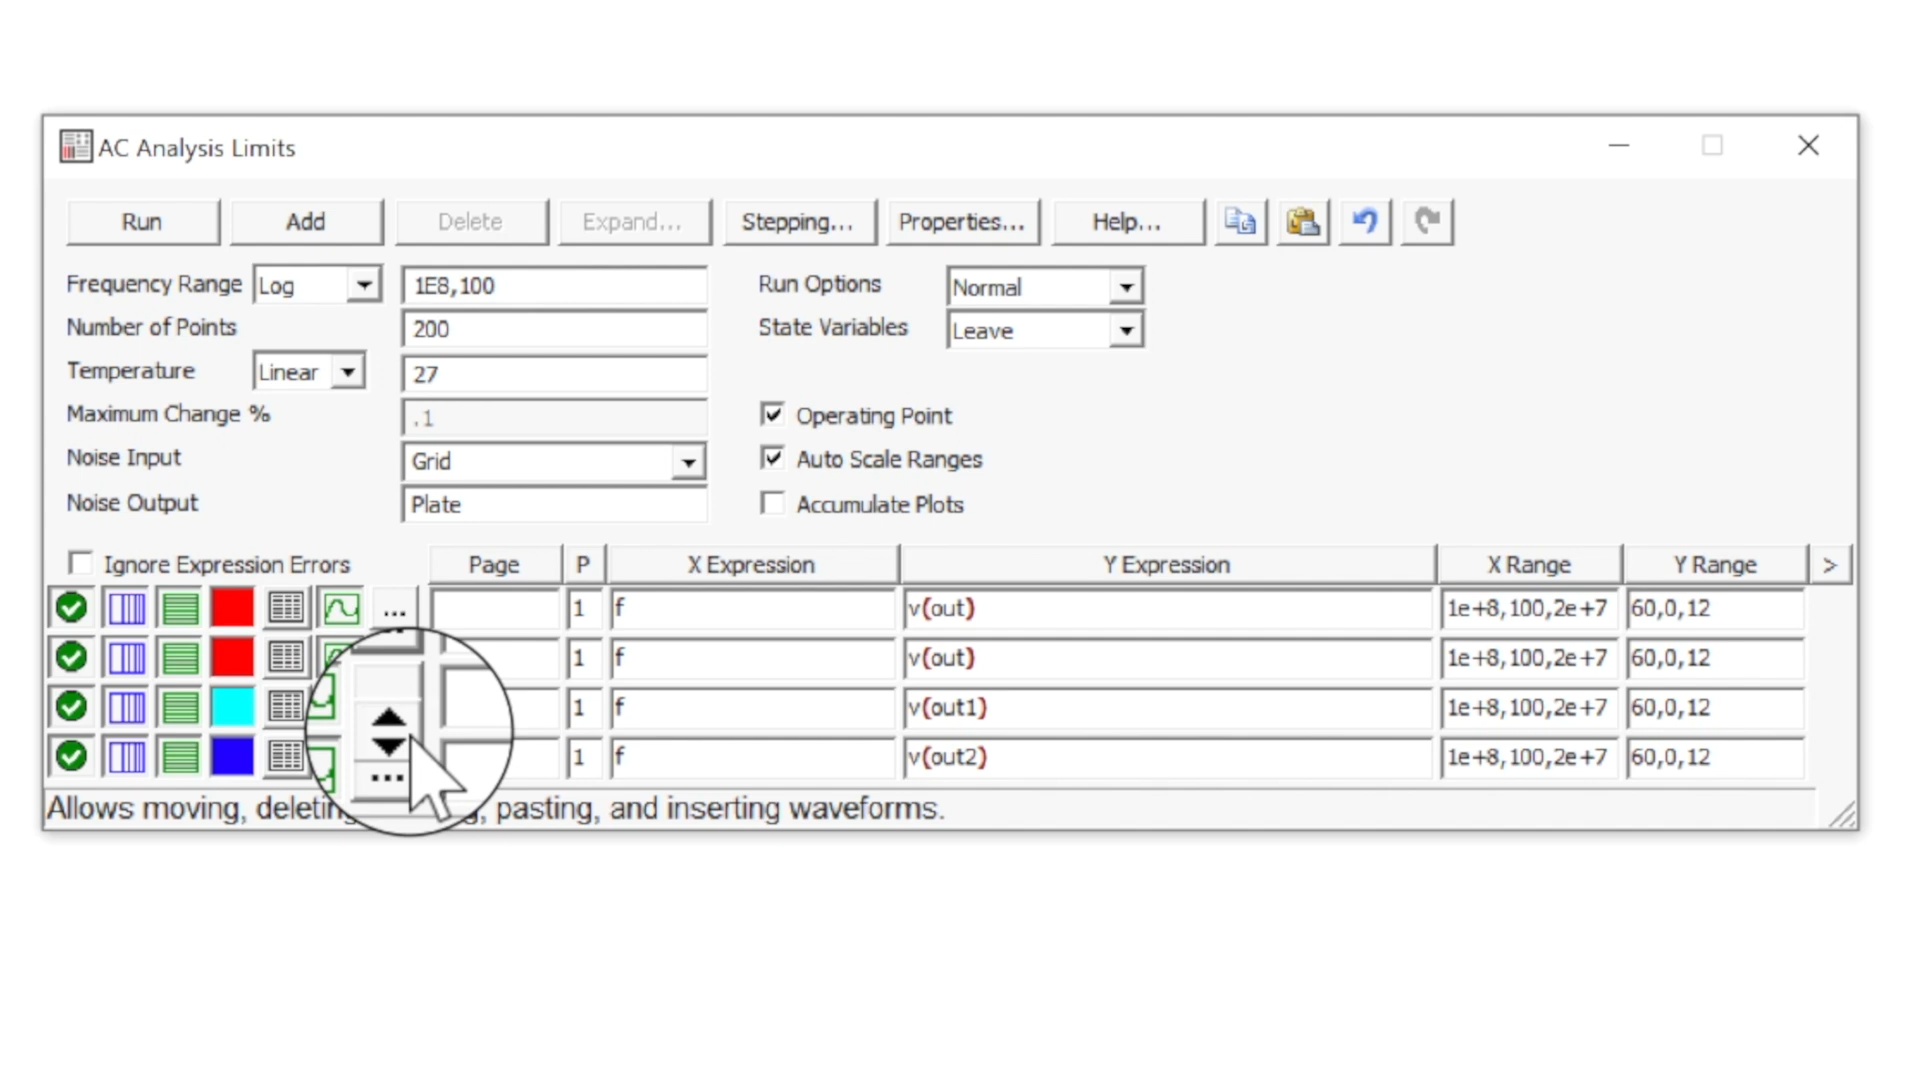 AC Analysis Limits
Run Add Delete Expand... Stepping... Properties... Help...
Frequency Range Log 1E8,100 Run Options Normal
Number of Points 200 State Variables Leave
Temperature Linear 27
Maximum Change % .1 Operating Point
Noise Input Grid Auto Scale Ranges
Noise Output Plate Accumulate Plots
Ignore Expression Errors Page P X Expression Y Expression X Range Y Range >
... 1 f v(out) 1e+8,100,2e+7 60,0,12
1 f v(out) 1e+8,100,2e+7 60,0,12
1 f v(out1) 1e+8,100,2e+7 60,0,12
... 1 f v(out2) 1e+8,100,2e+7 60,0,12
Allows moving, pasting, and inserting waveforms.